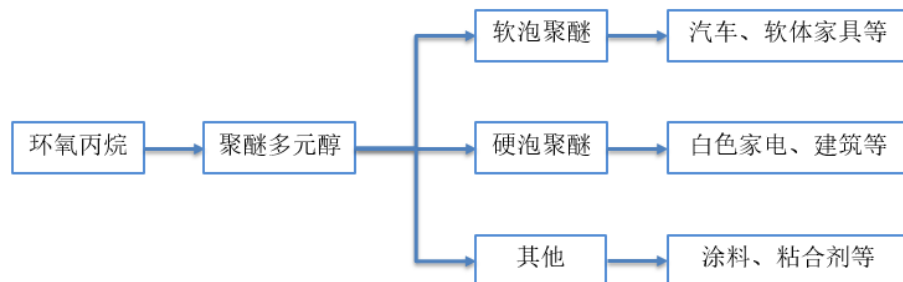 软泡聚醚
汽车、软体家具等
环氧丙烷
聚醚多元醇
硬泡聚醚
白色家电、建筑等
其他
涂料、粘合剂等